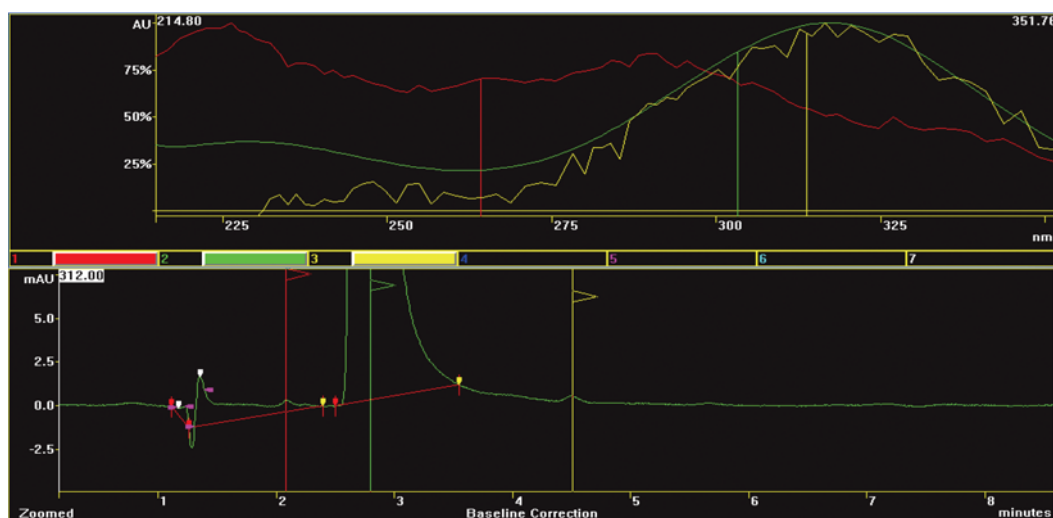 AU 214.80 351.76
75%
50%
25%
225 250 275 300 325 nm
1 2 3 4 5 6 7
mAU 312.00
5.0
2.5
0.0
-2.5
1 2 3 4 5 6 7 8
Zoomed Baseline Correction minutes